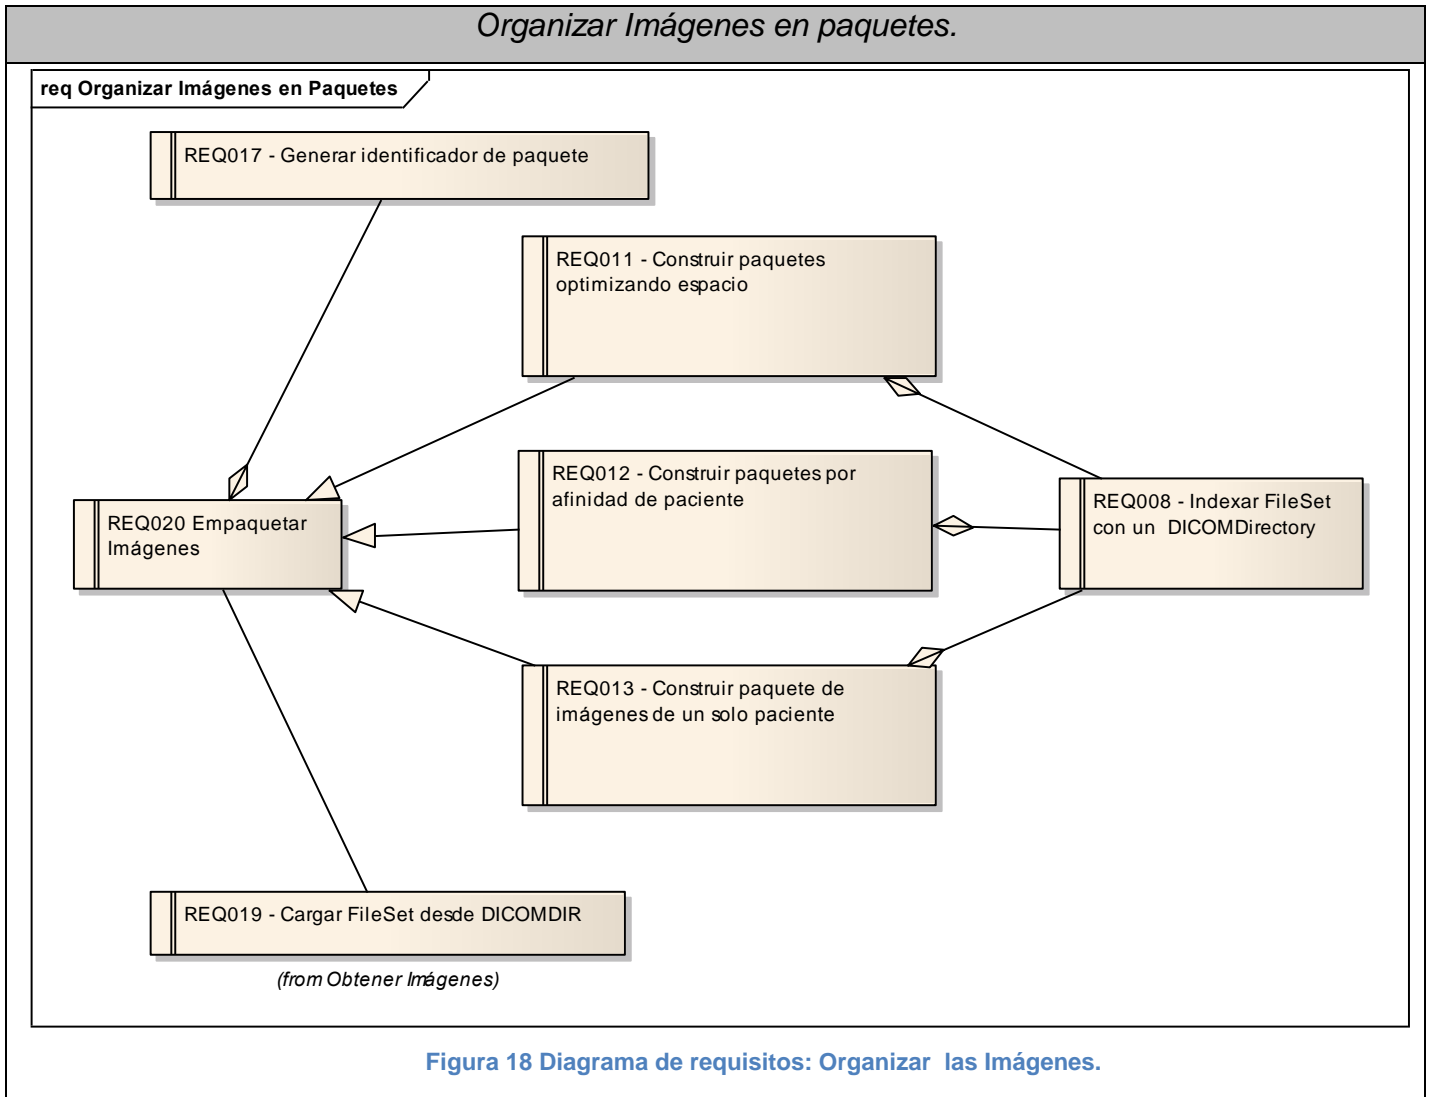 Organizar Imágenes en paquetes.
req Organizar Imágenes en Paquetes
REQ017 - Generar identificador de paquete
REQ011 - Construir paquetes
optimizando espacio
REQ012 - Construir paquetes por
afinidad de paciente
REQ008 - Indexar FileSet
con un DICOMDirectory
REQ020 Empaquetar
Imágenes
REQ013 - Construir paquete de
imágenes de un solo paciente
REQ019 - Cargar FileSet desde DICOMDIR
(from Obtener Imágenes)
Figura 18 Diagrama de requisitos: Organizar las Imágenes.